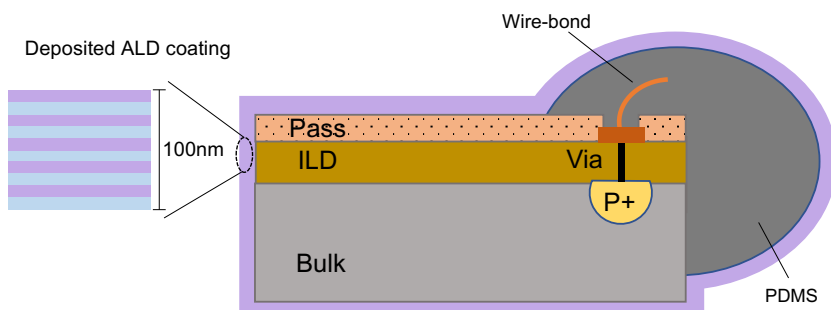 Wire-bond
Deposited ALD coating
100nm
Pass
ILD
Via
P+
Bulk
PDMS